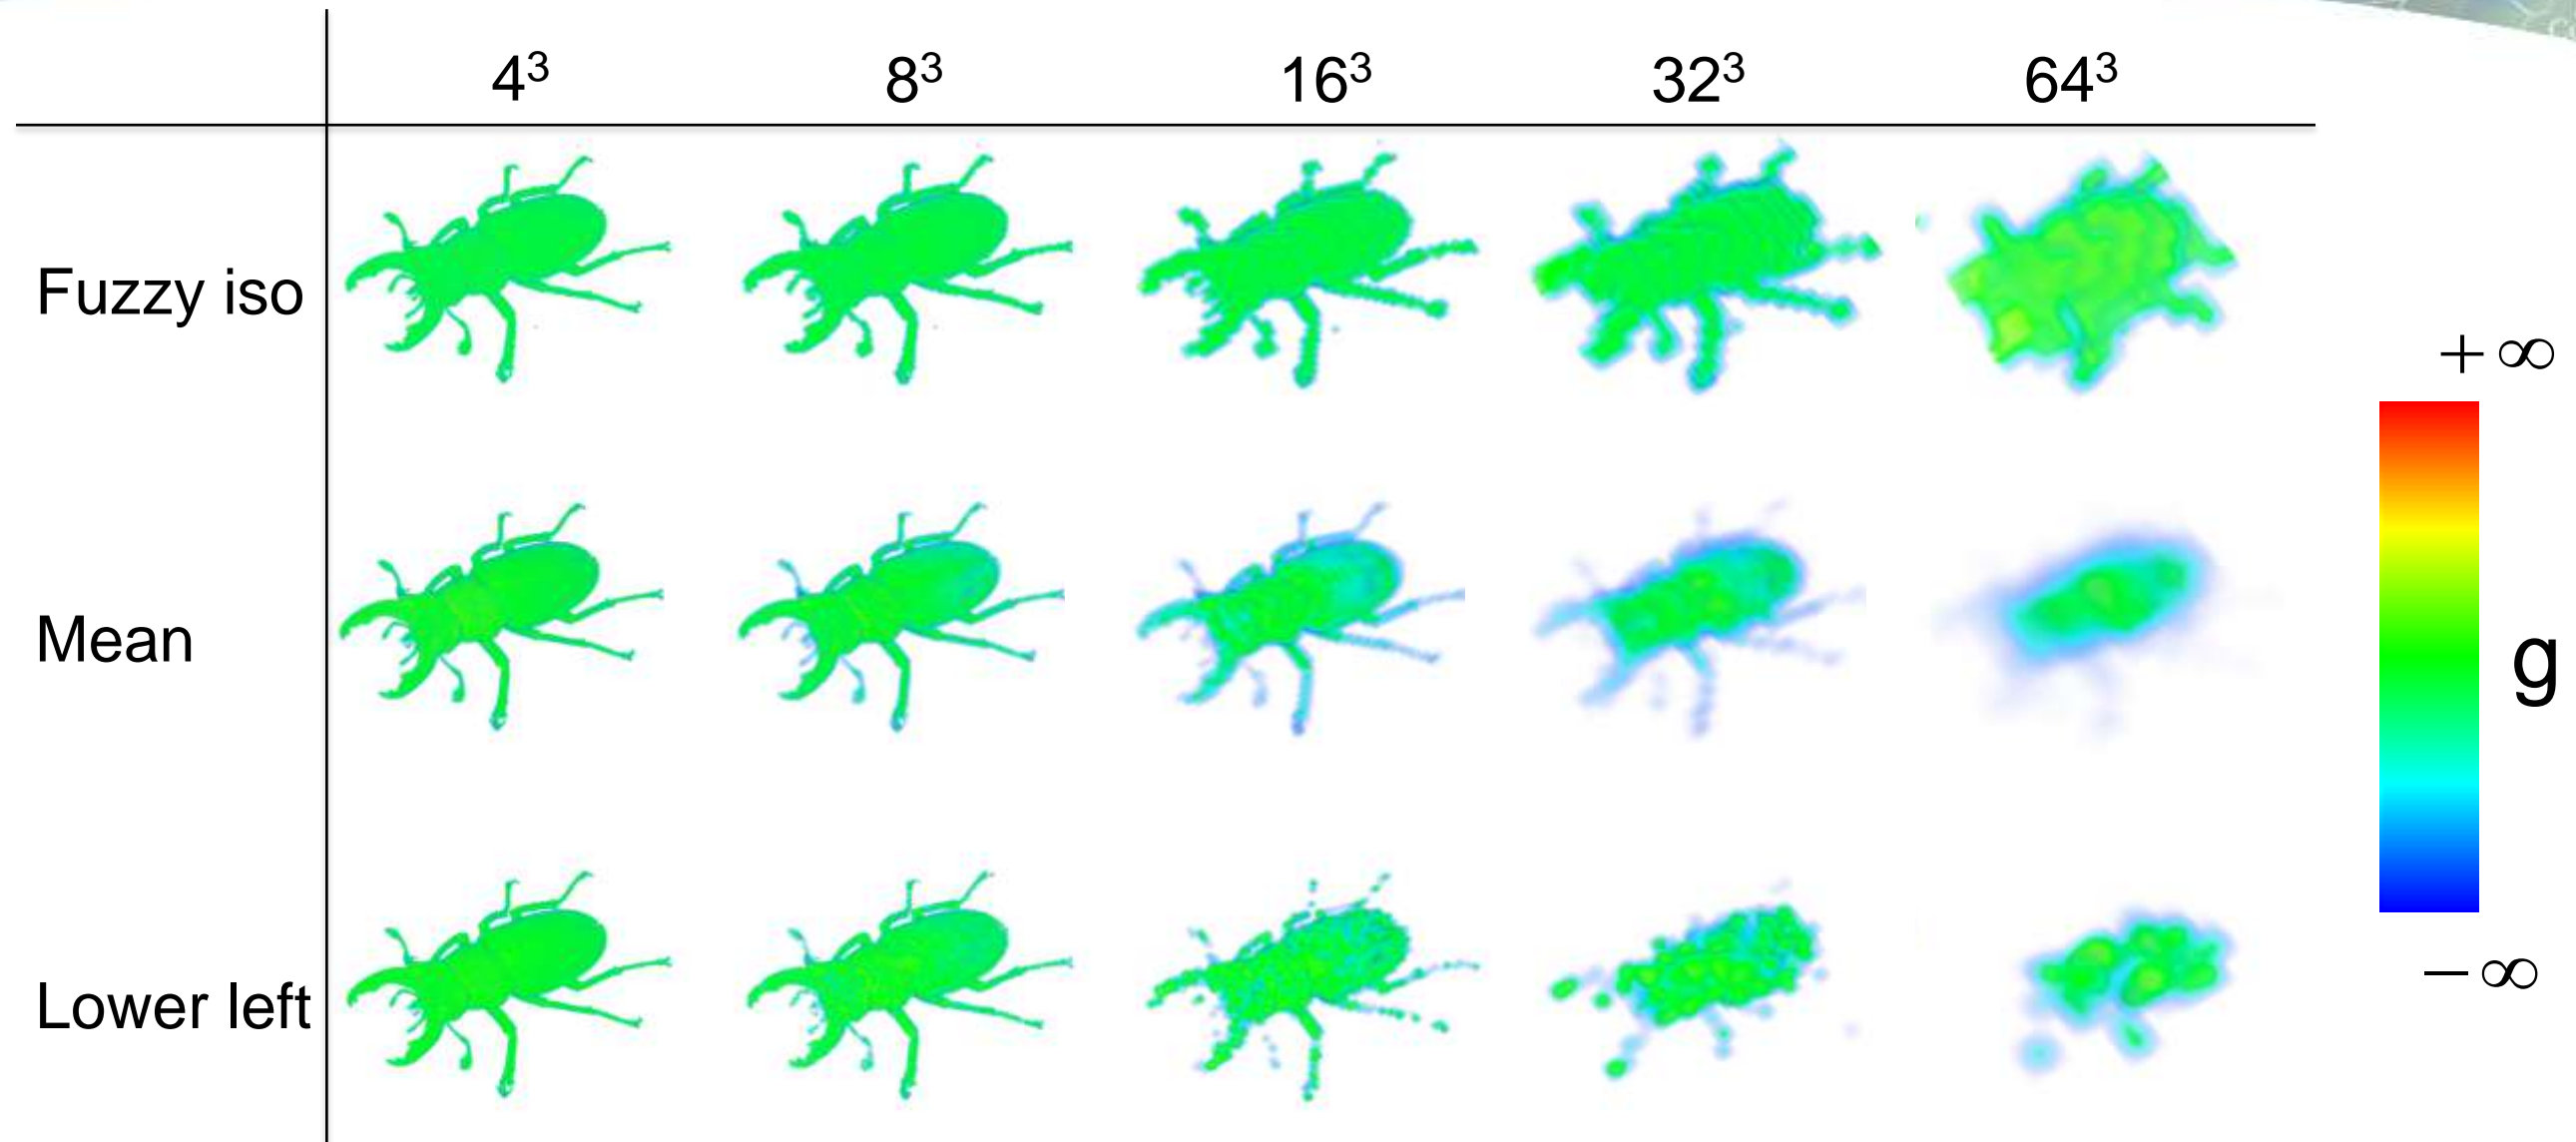 4³ 8³ 16³ 32³ 64³
Fuzzy iso
+∞
Mean
g
−∞
Lower left